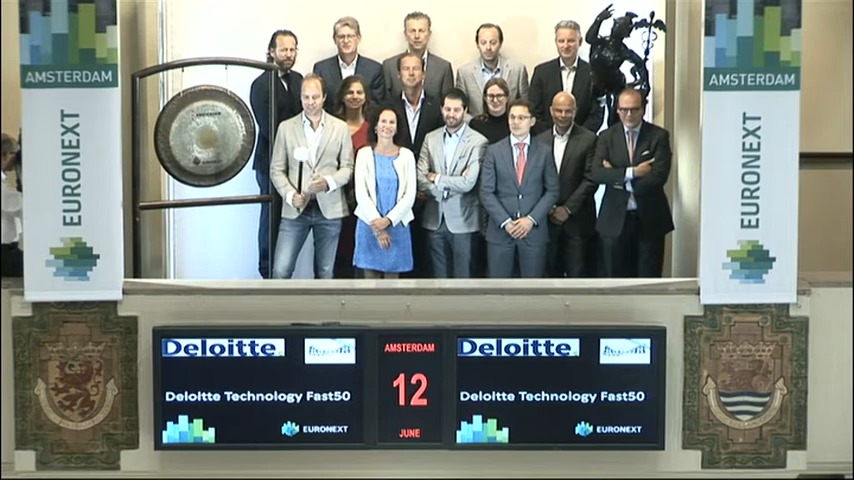 AMSTERDAM
EURONEXT
AMSTERDAM
EURONEXT
Deloitte.
Deloitte Technology Fast50
EURONEXT
AMSTERDAM
12
JUNE
Deloitte.
Deloitte Technology Fast50
EURONEXT